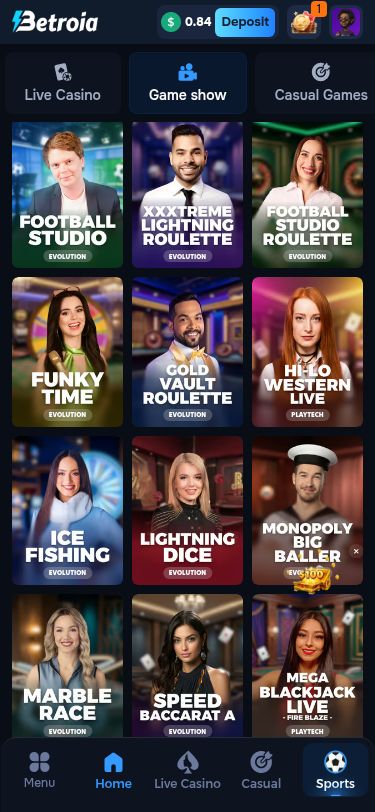 Betroia
$ 0.84 Deposit
1
Live Casino
Game show
Casual Games
FOOTBALL
STUDIO
EVOLUTION
XXXTREME
LIGHTNING
ROULETTE
EVOLUTION
FOOTBALL
STUDIO
ROULETTE
EVOLUTION
FUNKY
TIME
EVOLUTION
GOLD
VAULT
ROULETTE
EVOLUTION
HI-LO
WESTERN
LIVE
PLAYTECH
ICE
FISHING
EVOLUTION
LIGHTNING
DICE
EVOLUTION
MONOPOLY
BIG
BALLER
×
$100
MARBLE
RACE
EVOLUTION
SPEED
BACCARAT A
EVOLUTION
MEGA
BLACKJACK
LIVE
- FIRE BLAZE -
PLAYTECH
Menu
Home
Live Casino
Casual
Sports